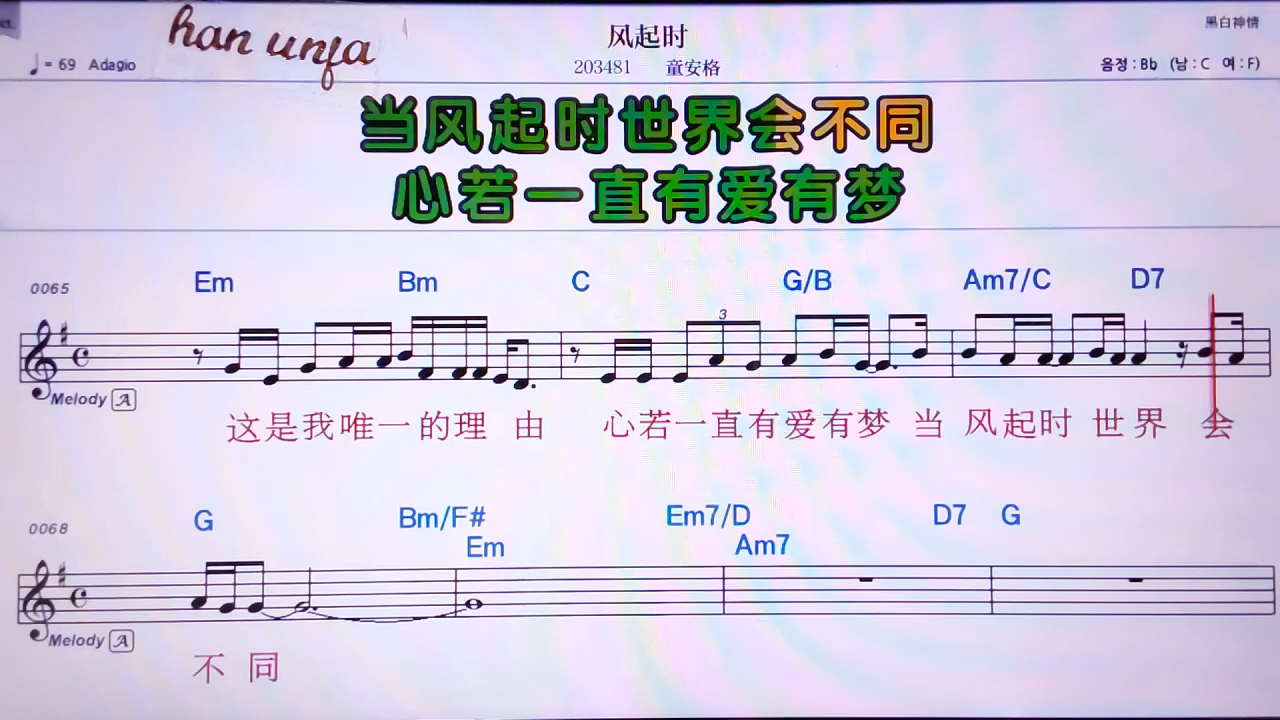 han unfa
风起时
黑白神情
♩= 69 Adagio
203481 童安格
음정 : Bb (남 : C 여 : F)
当风起时世界会不同
心若一直有爱有梦
0065
Em Bm C G/B Am7/C D7
3
Melody A
这是我唯一的理由 心若一直有爱有梦 当 风起时 世界 会
0068
G Bm/F# Em7/D D7 G
Em Am7
Melody A
不同